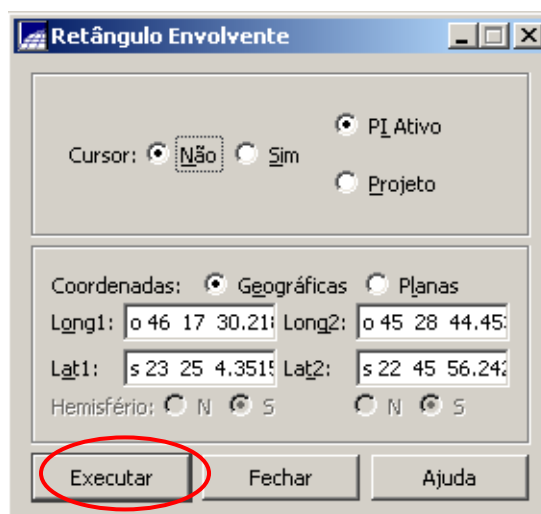 Retângulo Envolvente
Cursor: Não Sim
PI Ativo
Projeto
Coordenadas: Geográficas Planas
Long1: o 46 17 30.21 Long2: o 45 28 44.45
Lat1: s 23 25 4.351 Lat2: s 22 45 56.242
Hemisfério: N S N S
Executar Fechar Ajuda